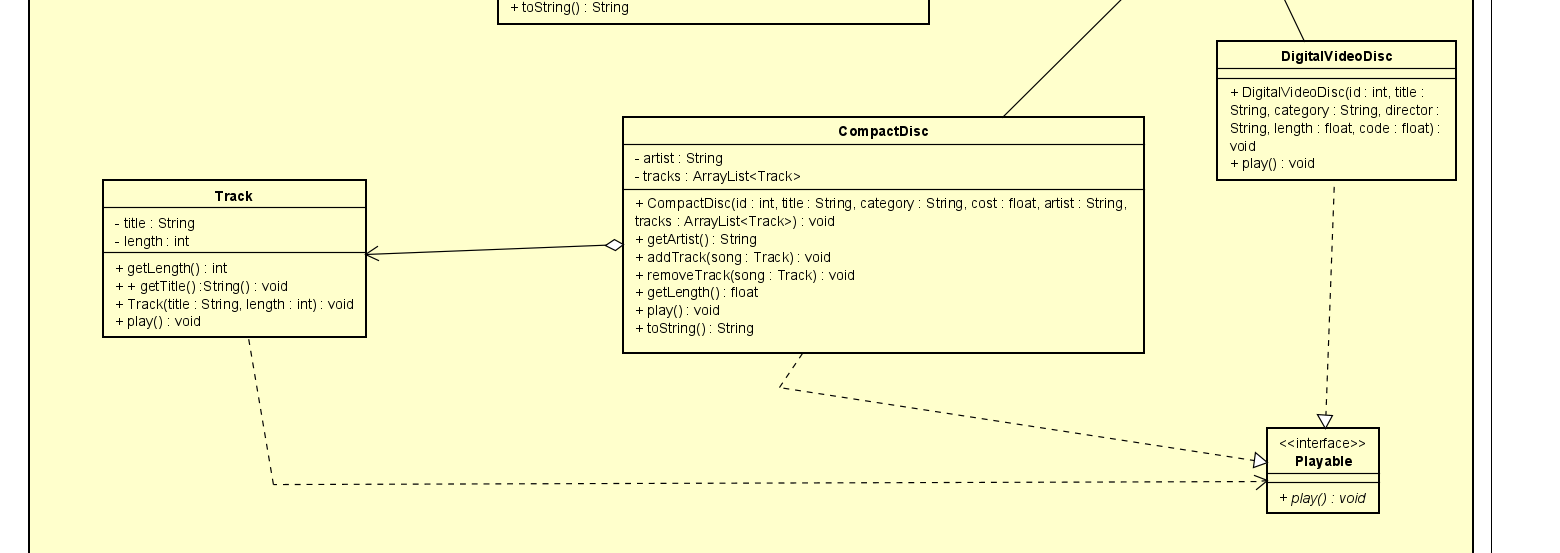 + toString() : String
DigitalVideoDisc
+ DigitalVideoDisc(id : int, title :
String, category : String, director :
String, length : float, code : float) :
void
+ play() : void
CompactDisc
- artist : String
- tracks : ArrayList<Track>
+ CompactDisc(id : int, title : String, category : String, cost : float, artist : String,
tracks : ArrayList<Track>) : void
+ getArtist() : String
+ addTrack(song : Track) : void
+ removeTrack(song : Track) : void
+ getLength() : float
+ play() : void
+ toString() : String
Track
- title : String
- length : int
+ getLength() : int
+ + getTitle() :String() : void
+ Track(title : String, length : int) : void
+ play() : void
<<interface>>
Playable
+ play() : void